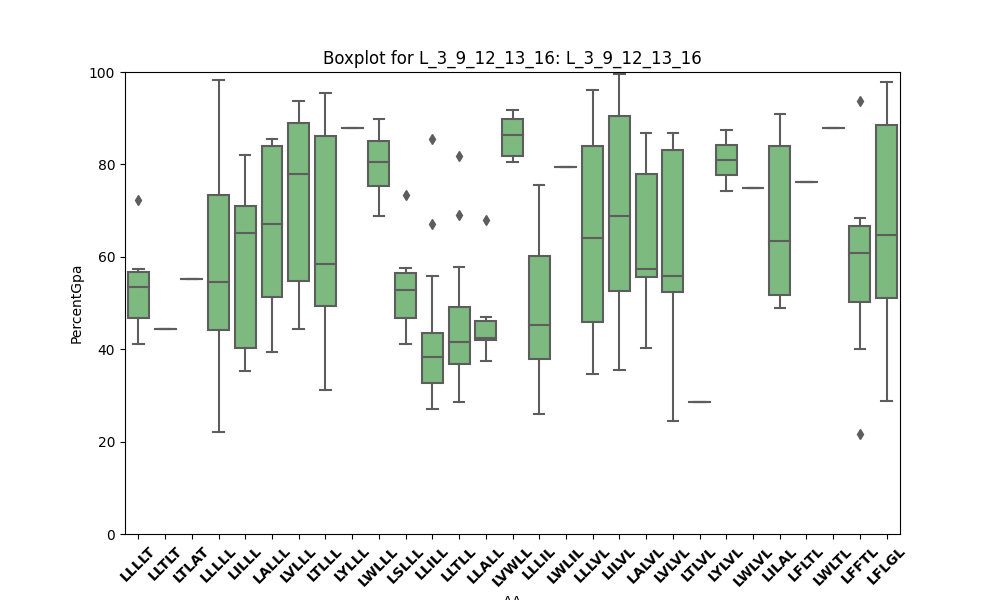 Boxplot for L_3_9_12_13_16: L_3_9_12_13_16
100
80
60
40
20
0
PercentGpa
LLLLT
LLTLT
LTLAT
LLLLL
LILLL
LALLL
LVLLL
LTLLL
LYLLL
LWLLL
LSLLL
LLILL
LLTLL
LLALL
LVWLL
LLLIL
LWLIL
LLLVL
LILVL
LALVL
LVLVL
LTLVL
LYLVL
LWLVL
LILAL
LFLTL
LWLTL
LFFTL
LFLGL